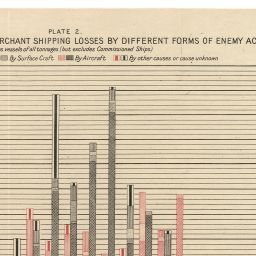 PLATE 2.
RCHANT SHIPPING LOSSES BY DIFFERENT FORMS OF ENEMY AC
s vessels of all tonnages (but excludes Commissioned Ships)
By Surface Craft By Aircraft By other causes or cause unknown